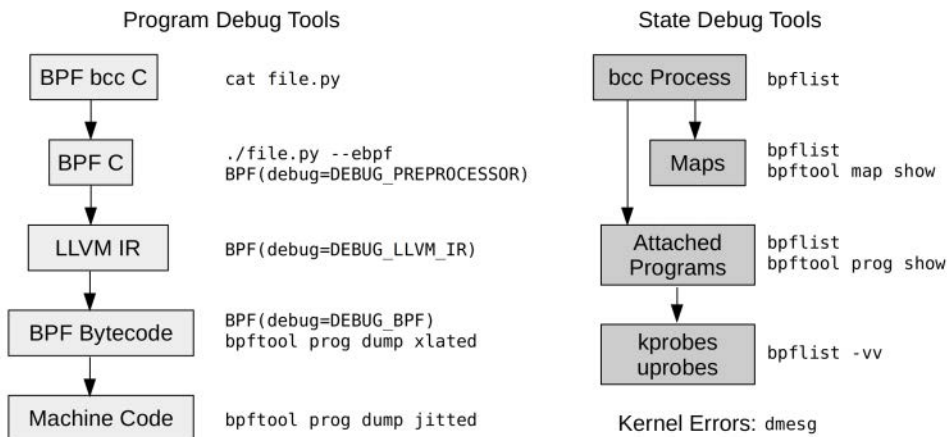 Program Debug Tools
BPF bcc C
cat file.py
BPF C
./file.py --ebpf
BPF(debug=DEBUG_PREPROCESSOR)
LLVM IR
BPF(debug=DEBUG_LLVM_IR)
BPF Bytecode
BPF(debug=DEBUG_BPF)
bpftool prog dump xlated
Machine Code
bpftool prog dump jitted
State Debug Tools
bcc Process
bpflist
Maps
bpflist
bpftool map show
Attached
Programs
bpflist
bpftool prog show
kprobes
uprobes
bpflist -vv
Kernel Errors: dmesg